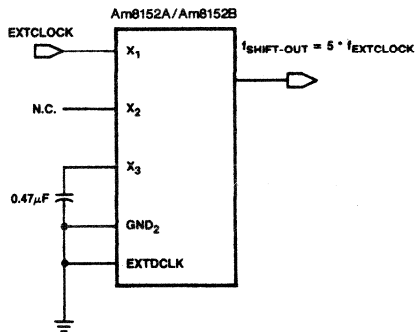 Am8152A/Am8152B
EXTCLOCK
X1
fSHIFT-OUT = 5 * fEXTCLOCK
N.C.
X2
X3
0.47μF
GND2
EXTDCLK